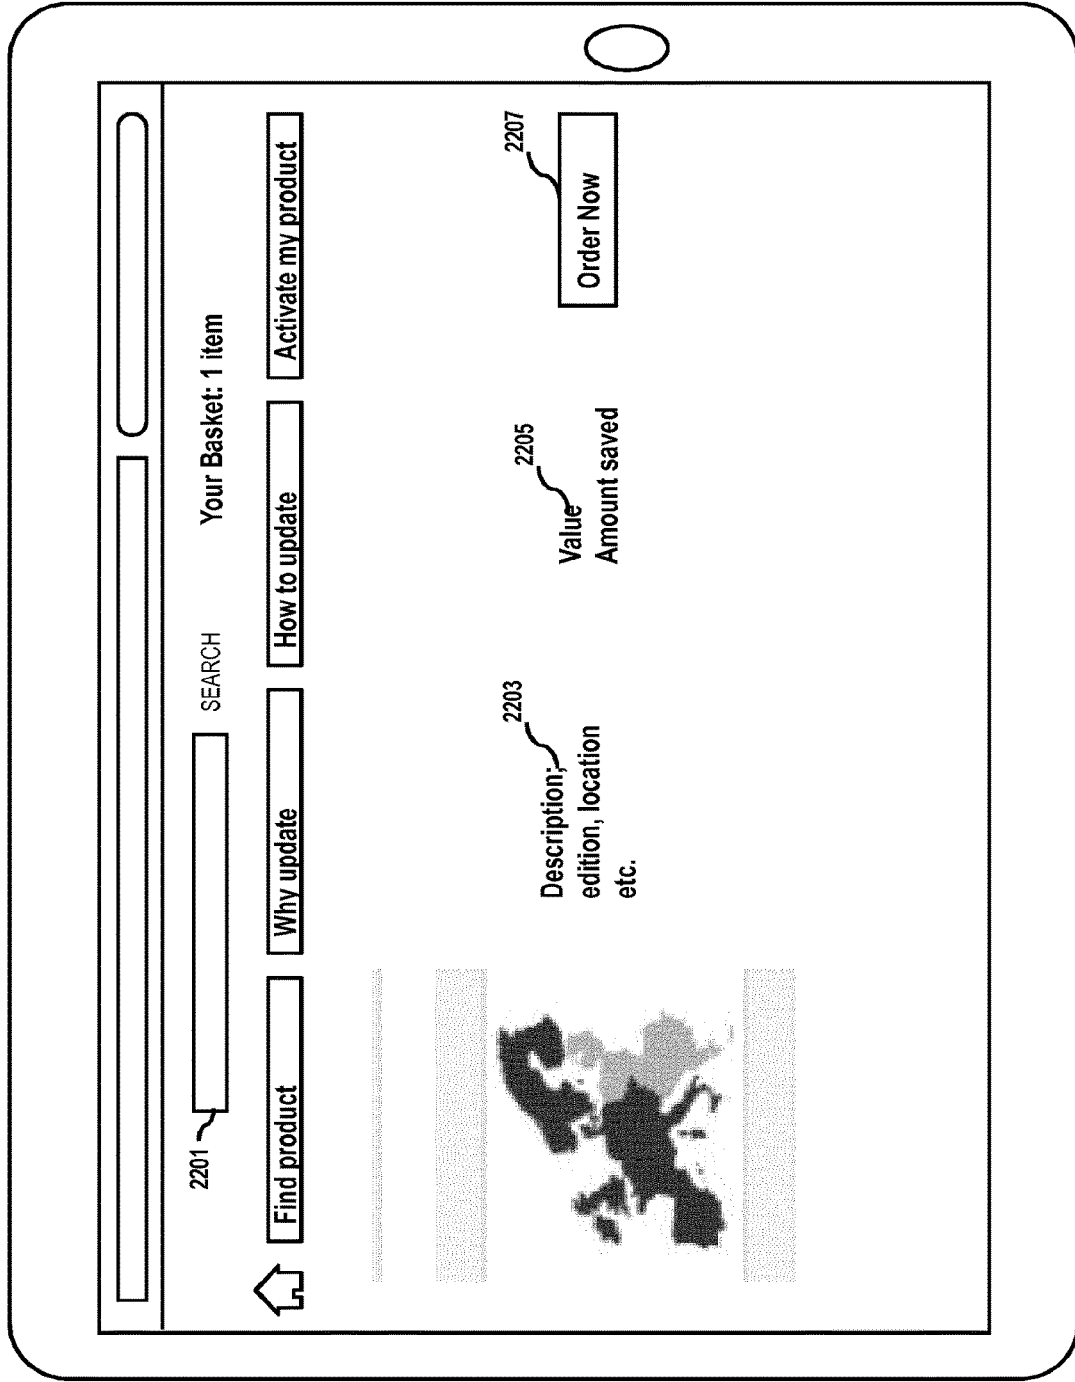 2201
SEARCH
Your Basket: 1 item
Find product
Why update
How to update
Activate my product
2203
Description;
edition, location
etc.
2205
Value
Amount saved
2207
Order Now